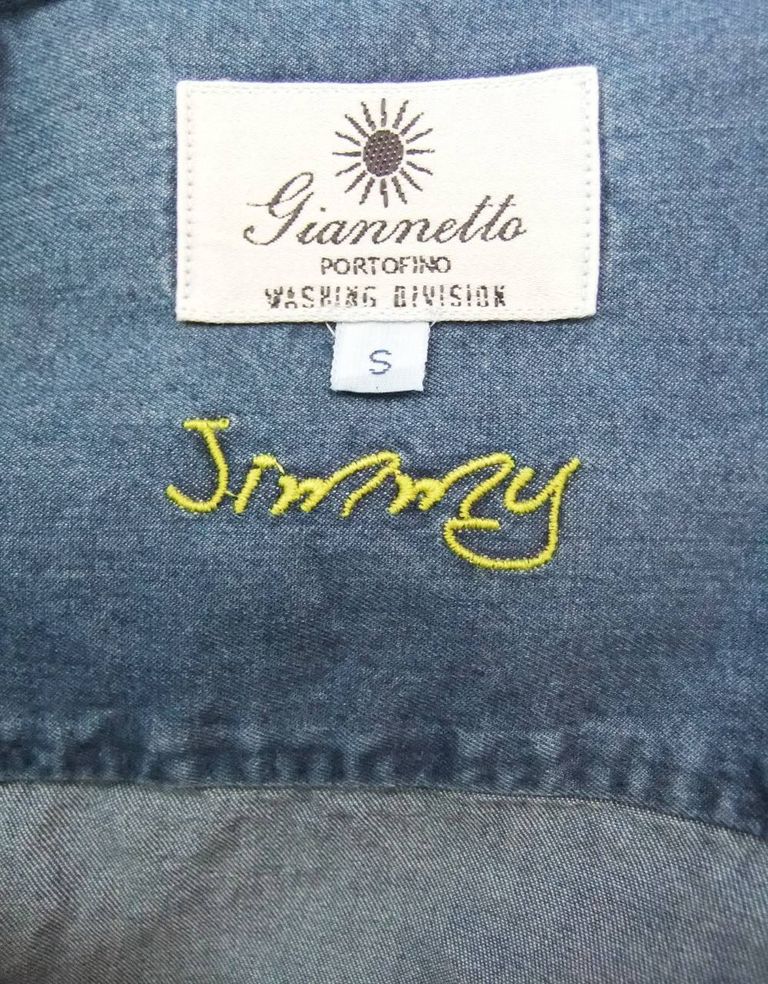 Giannetto
PORTOFINO
WASHING DIVISION
S
Jimmy